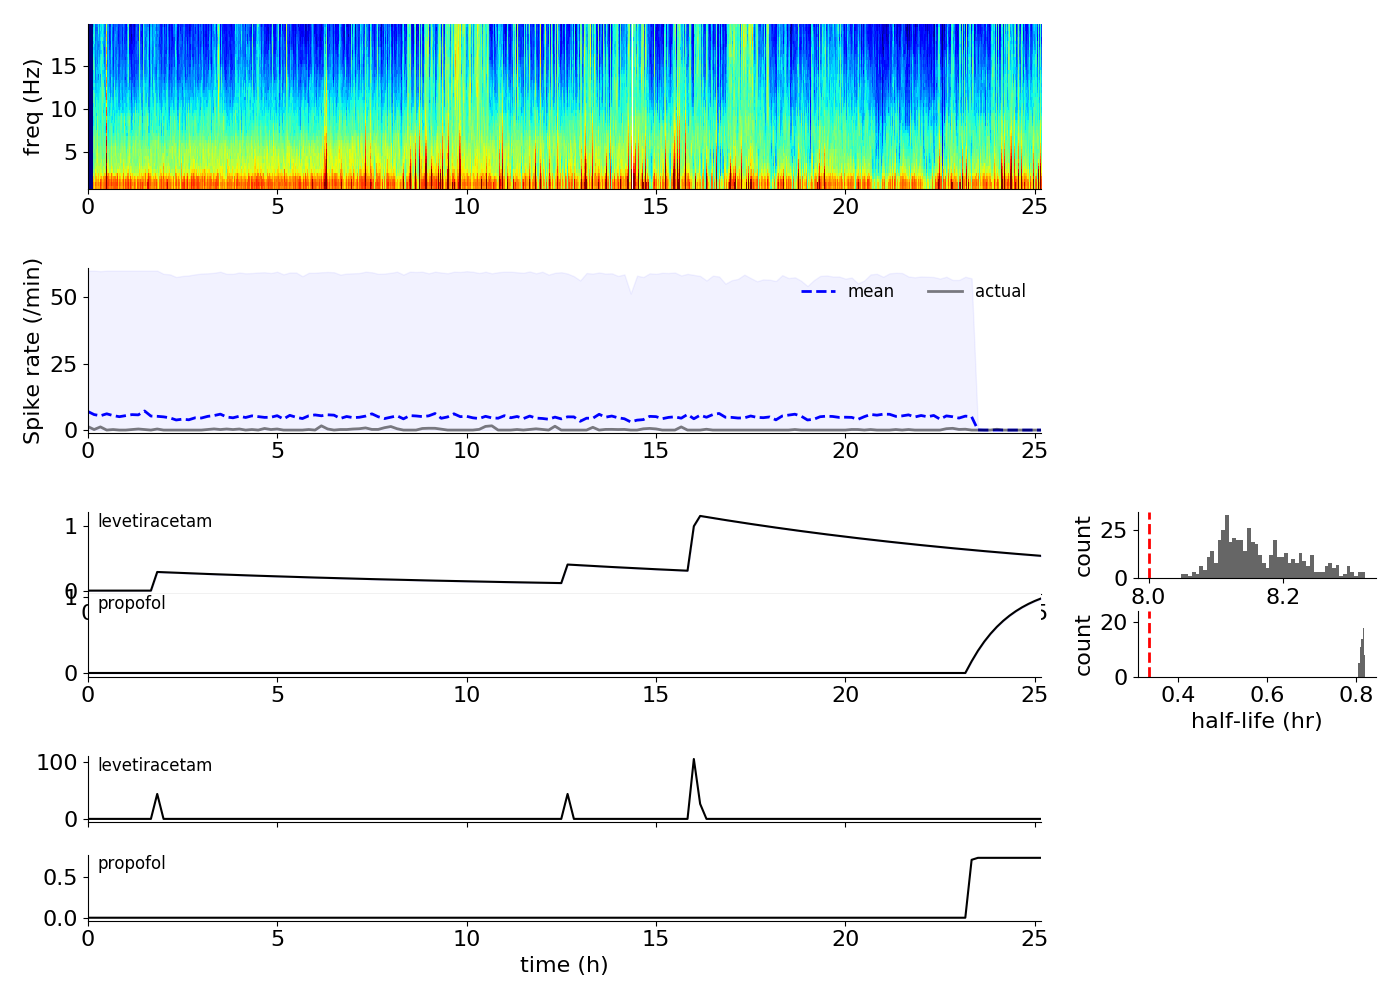 freq (Hz)
15
10
5
0 5 10 15 20 25
Spike rate (/min)
50
25
0
mean actual
0 5 10 15 20 25
levetiracetam
1
0
count
25
0
8.0 8.2
propofol
1
0
0 5 10 15 20 25
count
20
0
0.4 0.6 0.8
half-life (hr)
levetiracetam
100
0
propofol
0.5
0.0
0 5 10 15 20 25
time (h)